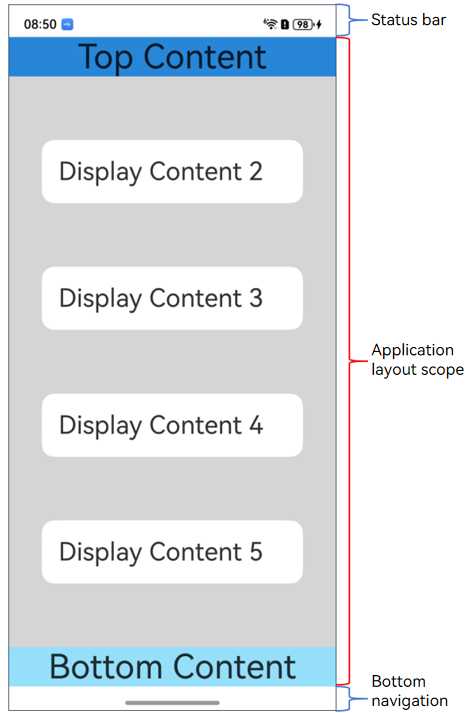 08:50 98
Status bar
Top Content
Display Content 2
Display Content 3
Application
layout scope
Display Content 4
Display Content 5
Bottom Content
Bottom
navigation